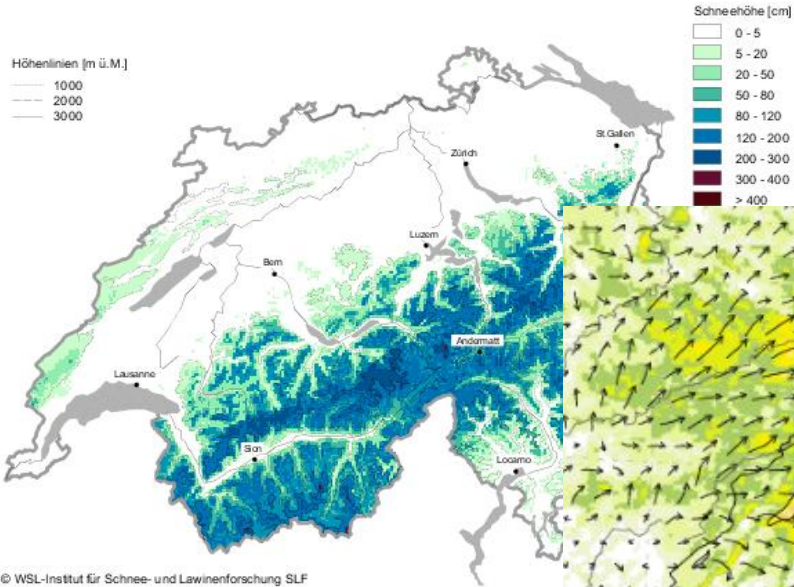 Schneehöhe [cm]
0 - 5
5 - 20
20 - 50
50 - 80
80 - 120
120 - 200
200 - 300
300 - 400
> 400
Höhenlinien [m ü.M.]
1000
2000
3000
St.Gallen
Zürich
Luzern
Bern
Andermatt
Lausanne
Sion
Locarno
© WSL-Institut für Schnee- und Lawinenforschung SLF